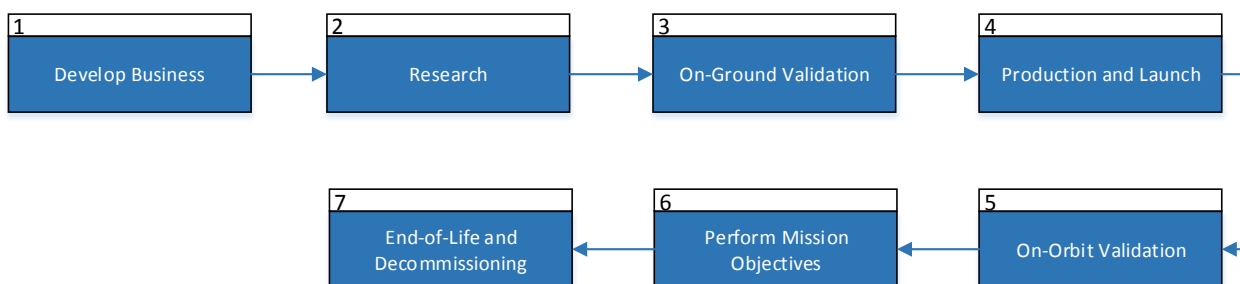 1
Develop Business
2
Research
3
On-Ground Validation
4
Production and Launch
5
On-Orbit Validation
6
Perform Mission
Objectives
7
End-of-Life and
Decommissioning